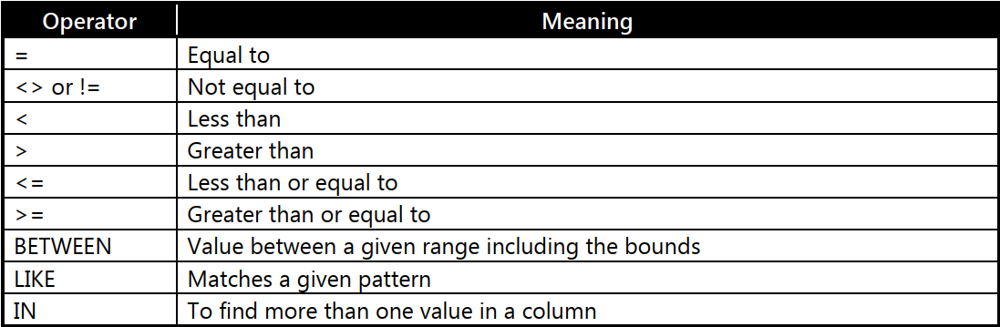 Operator Meaning
= Equal to
<> or != Not equal to
< Less than
> Greater than
<= Less than or equal to
>= Greater than or equal to
BETWEEN Value between a given range including the bounds
LIKE Matches a given pattern
IN To find more than one value in a column